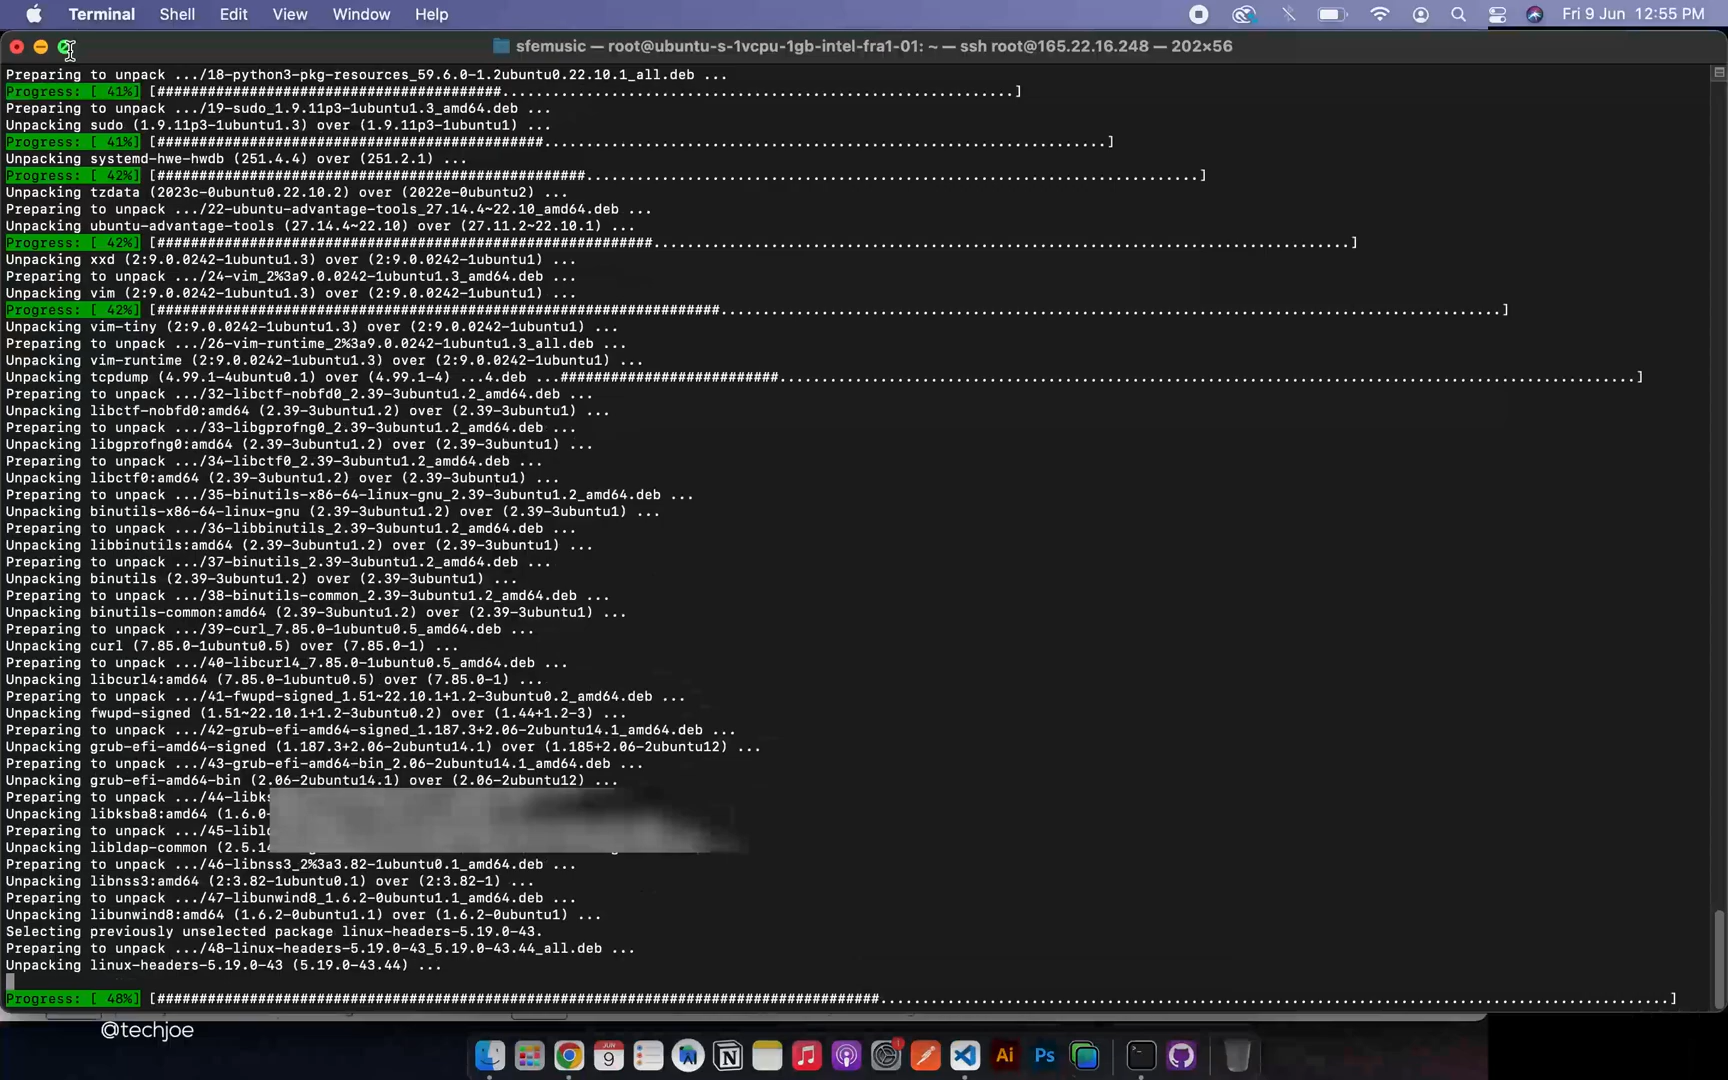 Terminal Shell Edit View Window Help Fri 9 Jun 12:55 PM
sfemusic — root@ubuntu-s-1vcpu-1gb-intel-fra1-01: ~ — ssh root@165.22.16.248 — 202×56
Preparing to unpack .../18-python3-pkg-resources_59.6.0-1.2ubuntu0.22.10.1_all.deb ...
Progress: [ 41%] [#########################################.............................................................]
Preparing to unpack .../19-sudo_1.9.11p3-1ubuntu1.3_amd64.deb ...
Unpacking sudo (1.9.11p3-1ubuntu1.3) over (1.9.11p3-1ubuntu1) ...
Progress: [ 41%] [##############################################...................................................................]
Unpacking systemd-hwe-hwdb (251.4.4) over (251.2.1) ...
Progress: [ 42%] [###################################################.........................................................................]
Unpacking tzdata (2023c-0ubuntu0.22.10.2) over (2022e-0ubuntu2) ...
Preparing to unpack .../22-ubuntu-advantage-tools_27.14.4~22.10_amd64.deb ...
Unpacking ubuntu-advantage-tools (27.14.4~22.10) over (27.11.2~22.10.1) ...
Progress: [ 42%] [###########################################################...................................................................................]
Unpacking xxd (2:9.0.0242-1ubuntu1.3) over (2:9.0.0242-1ubuntu1) ...
Preparing to unpack .../24-vim_2%3a9.0.0242-1ubuntu1.3_amd64.deb ...
Unpacking vim (2:9.0.0242-1ubuntu1.3) over (2:9.0.0242-1ubuntu1) ...
Progress: [ 42%] [###################################################################.............................................................................................]
Unpacking vim-tiny (2:9.0.0242-1ubuntu1.3) over (2:9.0.0242-1ubuntu1) ...
Preparing to unpack .../26-vim-runtime_2%3a9.0.0242-1ubuntu1.3_all.deb ...
Unpacking vim-runtime (2:9.0.0242-1ubuntu1.3) over (2:9.0.0242-1ubuntu1) ...
Unpacking tcpdump (4.99.1-4ubuntu0.1) over (4.99.1-4) ...4.deb ...##########################......................................................................................................]
Preparing to unpack .../32-libctf-nobfd0_2.39-3ubuntu1.2_amd64.deb ...
Unpacking libctf-nobfd0:amd64 (2.39-3ubuntu1.2) over (2.39-3ubuntu1) ...
Preparing to unpack .../33-libgprofng0_2.39-3ubuntu1.2_amd64.deb ...
Unpacking libgprofng0:amd64 (2.39-3ubuntu1.2) over (2.39-3ubuntu1) ...
Preparing to unpack .../34-libctf0_2.39-3ubuntu1.2_amd64.deb ...
Unpacking libctf0:amd64 (2.39-3ubuntu1.2) over (2.39-3ubuntu1) ...
Preparing to unpack .../35-binutils-x86-64-linux-gnu_2.39-3ubuntu1.2_amd64.deb ...
Unpacking binutils-x86-64-linux-gnu (2.39-3ubuntu1.2) over (2.39-3ubuntu1) ...
Preparing to unpack .../36-libbinutils_2.39-3ubuntu1.2_amd64.deb ...
Unpacking libbinutils:amd64 (2.39-3ubuntu1.2) over (2.39-3ubuntu1) ...
Preparing to unpack .../37-binutils_2.39-3ubuntu1.2_amd64.deb ...
Unpacking binutils (2.39-3ubuntu1.2) over (2.39-3ubuntu1) ...
Preparing to unpack .../38-binutils-common_2.39-3ubuntu1.2_amd64.deb ...
Unpacking binutils-common:amd64 (2.39-3ubuntu1.2) over (2.39-3ubuntu1) ...
Preparing to unpack .../39-curl_7.85.0-1ubuntu0.5_amd64.deb ...
Unpacking curl (7.85.0-1ubuntu0.5) over (7.85.0-1) ...
Preparing to unpack .../40-libcurl4_7.85.0-1ubuntu0.5_amd64.deb ...
Unpacking libcurl4:amd64 (7.85.0-1ubuntu0.5) over (7.85.0-1) ...
Preparing to unpack .../41-fwupd-signed_1.51~22.10.1+1.2-3ubuntu0.2_amd64.deb ...
Unpacking fwupd-signed (1.51~22.10.1+1.2-3ubuntu0.2) over (1.44+1.2-3) ...
Preparing to unpack .../42-grub-efi-amd64-signed_1.187.3+2.06-2ubuntu14.1_amd64.deb ...
Unpacking grub-efi-amd64-signed (1.187.3+2.06-2ubuntu14.1) over (1.185+2.06-2ubuntu12) ...
Preparing to unpack .../43-grub-efi-amd64-bin_2.06-2ubuntu14.1_amd64.deb ...
Unpacking grub-efi-amd64-bin (2.06-2ubuntu14.1) over (2.06-2ubuntu12) ...
Preparing to unpack .../44-libks
Unpacking libksba8:amd64 (1.6.0-
Preparing to unpack .../45-libl
Unpacking libldap-common (2.5.14
Preparing to unpack .../46-libnss3_2%3a3.82-1ubuntu0.1_amd64.deb ...
Unpacking libnss3:amd64 (2:3.82-1ubuntu0.1) over (2:3.82-1) ...
Preparing to unpack .../47-libunwind8_1.6.2-0ubuntu1.1_amd64.deb ...
Unpacking libunwind8:amd64 (1.6.2-0ubuntu1.1) over (1.6.2-0ubuntu1) ...
Selecting previously unselected package linux-headers-5.19.0-43.
Preparing to unpack .../48-linux-headers-5.19.0-43_5.19.0-43.44_all.deb ...
Unpacking linux-headers-5.19.0-43 (5.19.0-43.44) ...
Progress: [ 48%] [######################################################################################..............................................................................................]
@techjoe
JUN
9
1
Ai
Ps